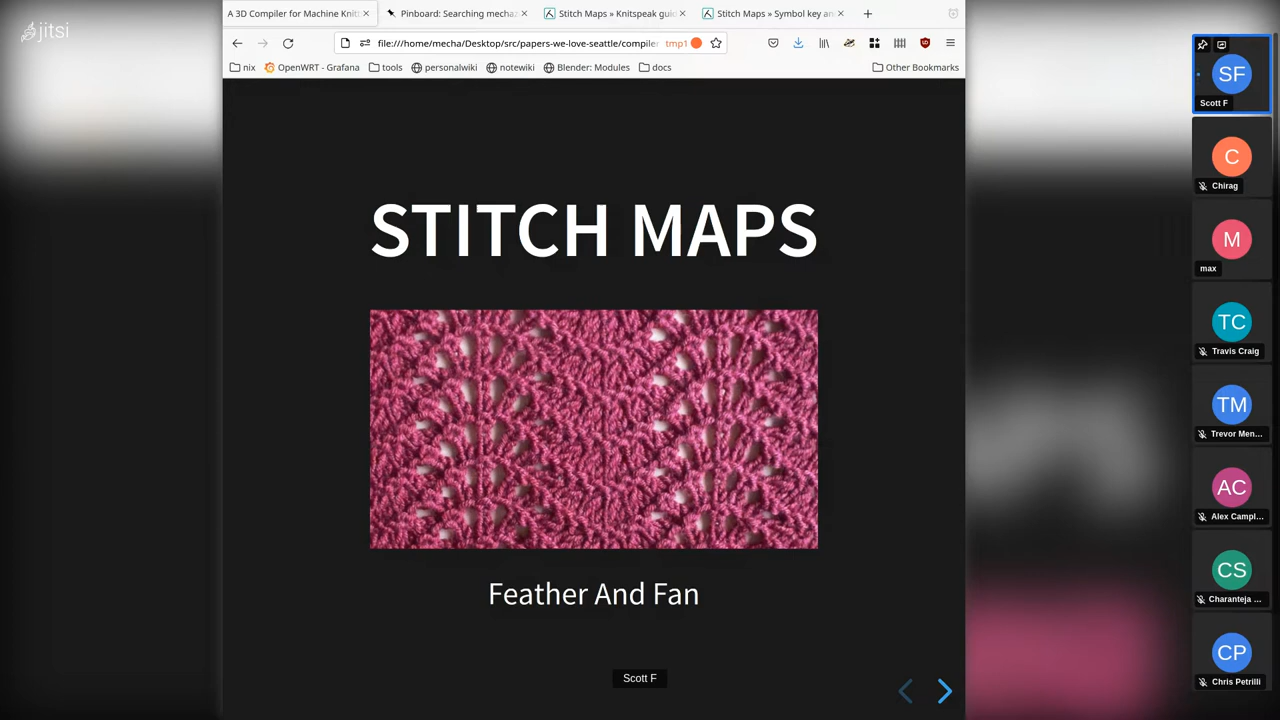 jitsi
A 3D Compiler for Machine Knitt
Pinboard: Searching mecha
Stitch Maps » Knitspeak guid
Stitch Maps » Symbol key an
file:///home/mecha/Desktop/src/papers-we-love-seattle/compiler
tmp1
nix
OpenWRT - Grafana
tools
personalwiki
notewiki
Blender: Modules
docs
Other Bookmarks
STITCH MAPS
Feather And Fan
Scott F
SF
Scott F
C
Chirag
M
max
TC
Travis Craig
TM
Trevor Men...
AC
Alex Campl...
CS
Charanteja ...
CP
Chris Petrilli